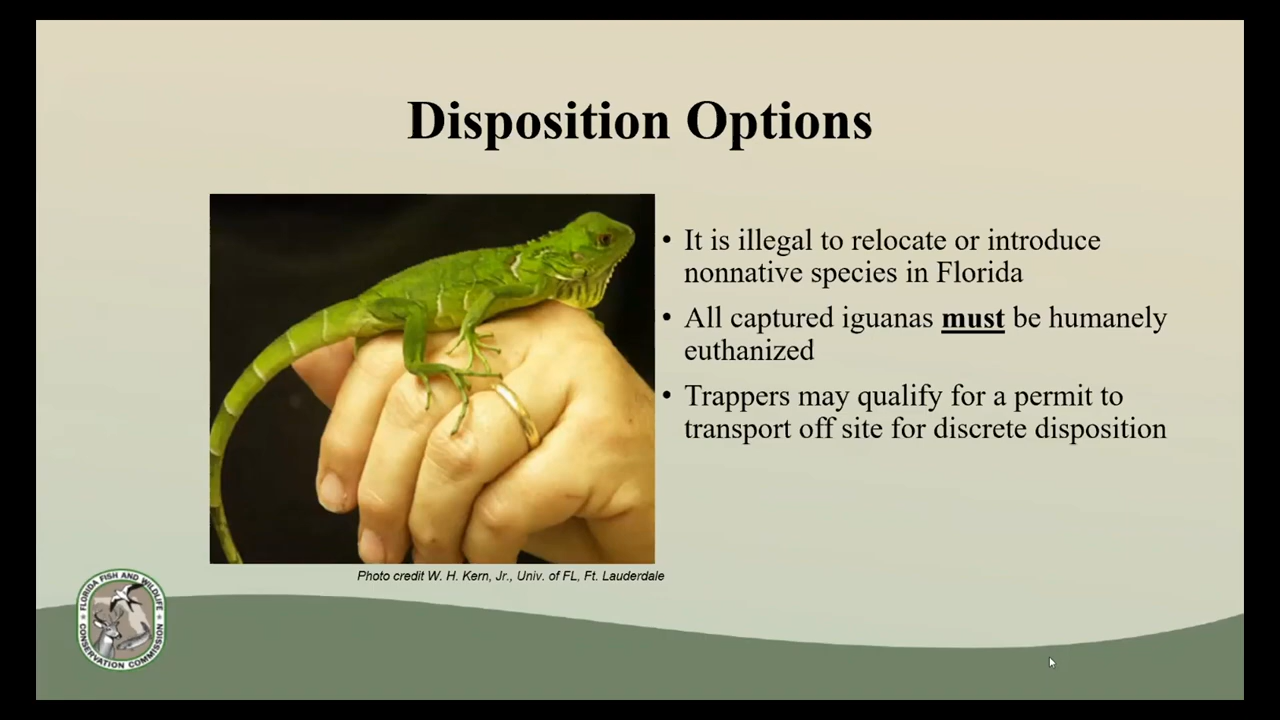 Disposition Options
• It is illegal to relocate or introduce
nonnative species in Florida
• All captured iguanas must be humanely
euthanized
• Trappers may qualify for a permit to
transport off site for discrete disposition
Photo credit W. H. Kern, Jr., Univ. of FL, Ft. Lauderdale
FLORIDA FISH AND WILDLIFE
CONSERVATION COMMISSION